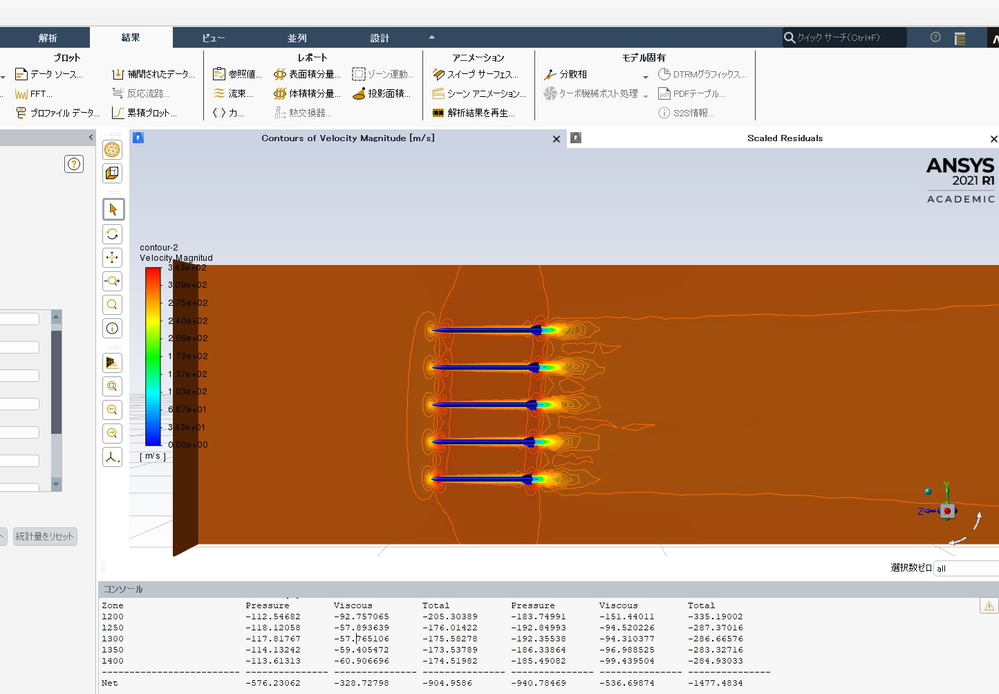 解析 結果 ビュー 並列 設計 クイック サーチ(Ctrl+F)
プロット レポート アニメーション モデル固有
データ ソース... 補間されたデータ... 参照値... 表面積分量... ゾーン運動... スイープ サーフェス... 分散相 DTRMグラフィックス...
FFT... 反応流路... 流束... 体積積分量... 投影面積... シーン アニメーション... ターボ機械ポスト処理 PDFテーブル...
プロファイル データ... 累積プロット... 力... 熱交換器... 解析結果を再生... S2S情報...
Contours of Velocity Magnitude [m/s] Scaled Residuals
ANSYS
2021 R1
ACADEMIC
contour-2
Velocity Magnitud
3.43e+02
3.09e+02
2.75e+02
2.40e+02
2.06e+02
1.72e+02
1.37e+02
1.03e+02
6.87e+01
3.43e+01
0.00e+00
[ m/s ]
Y
Z
統計量をリセット
選択数ゼロ all
コンソール
Zone Pressure Viscous Total Pressure Viscous Total
1200 -112.54682 -92.757065 -205.30389 -183.74991 -151.44011 -335.19002
1250 -118.12058 -57.893639 -176.01422 -192.84993 -94.520226 -287.37016
1300 -117.81767 -57.765106 -175.58278 -192.35538 -94.310377 -286.66576
1350 -114.13242 -59.405472 -173.53789 -186.33864 -96.988525 -283.32716
1400 -113.61313 -60.906696 -174.51982 -185.49082 -99.439504 -284.93033
Net -576.23062 -328.72798 -904.9586 -940.78469 -536.69874 -1477.4834